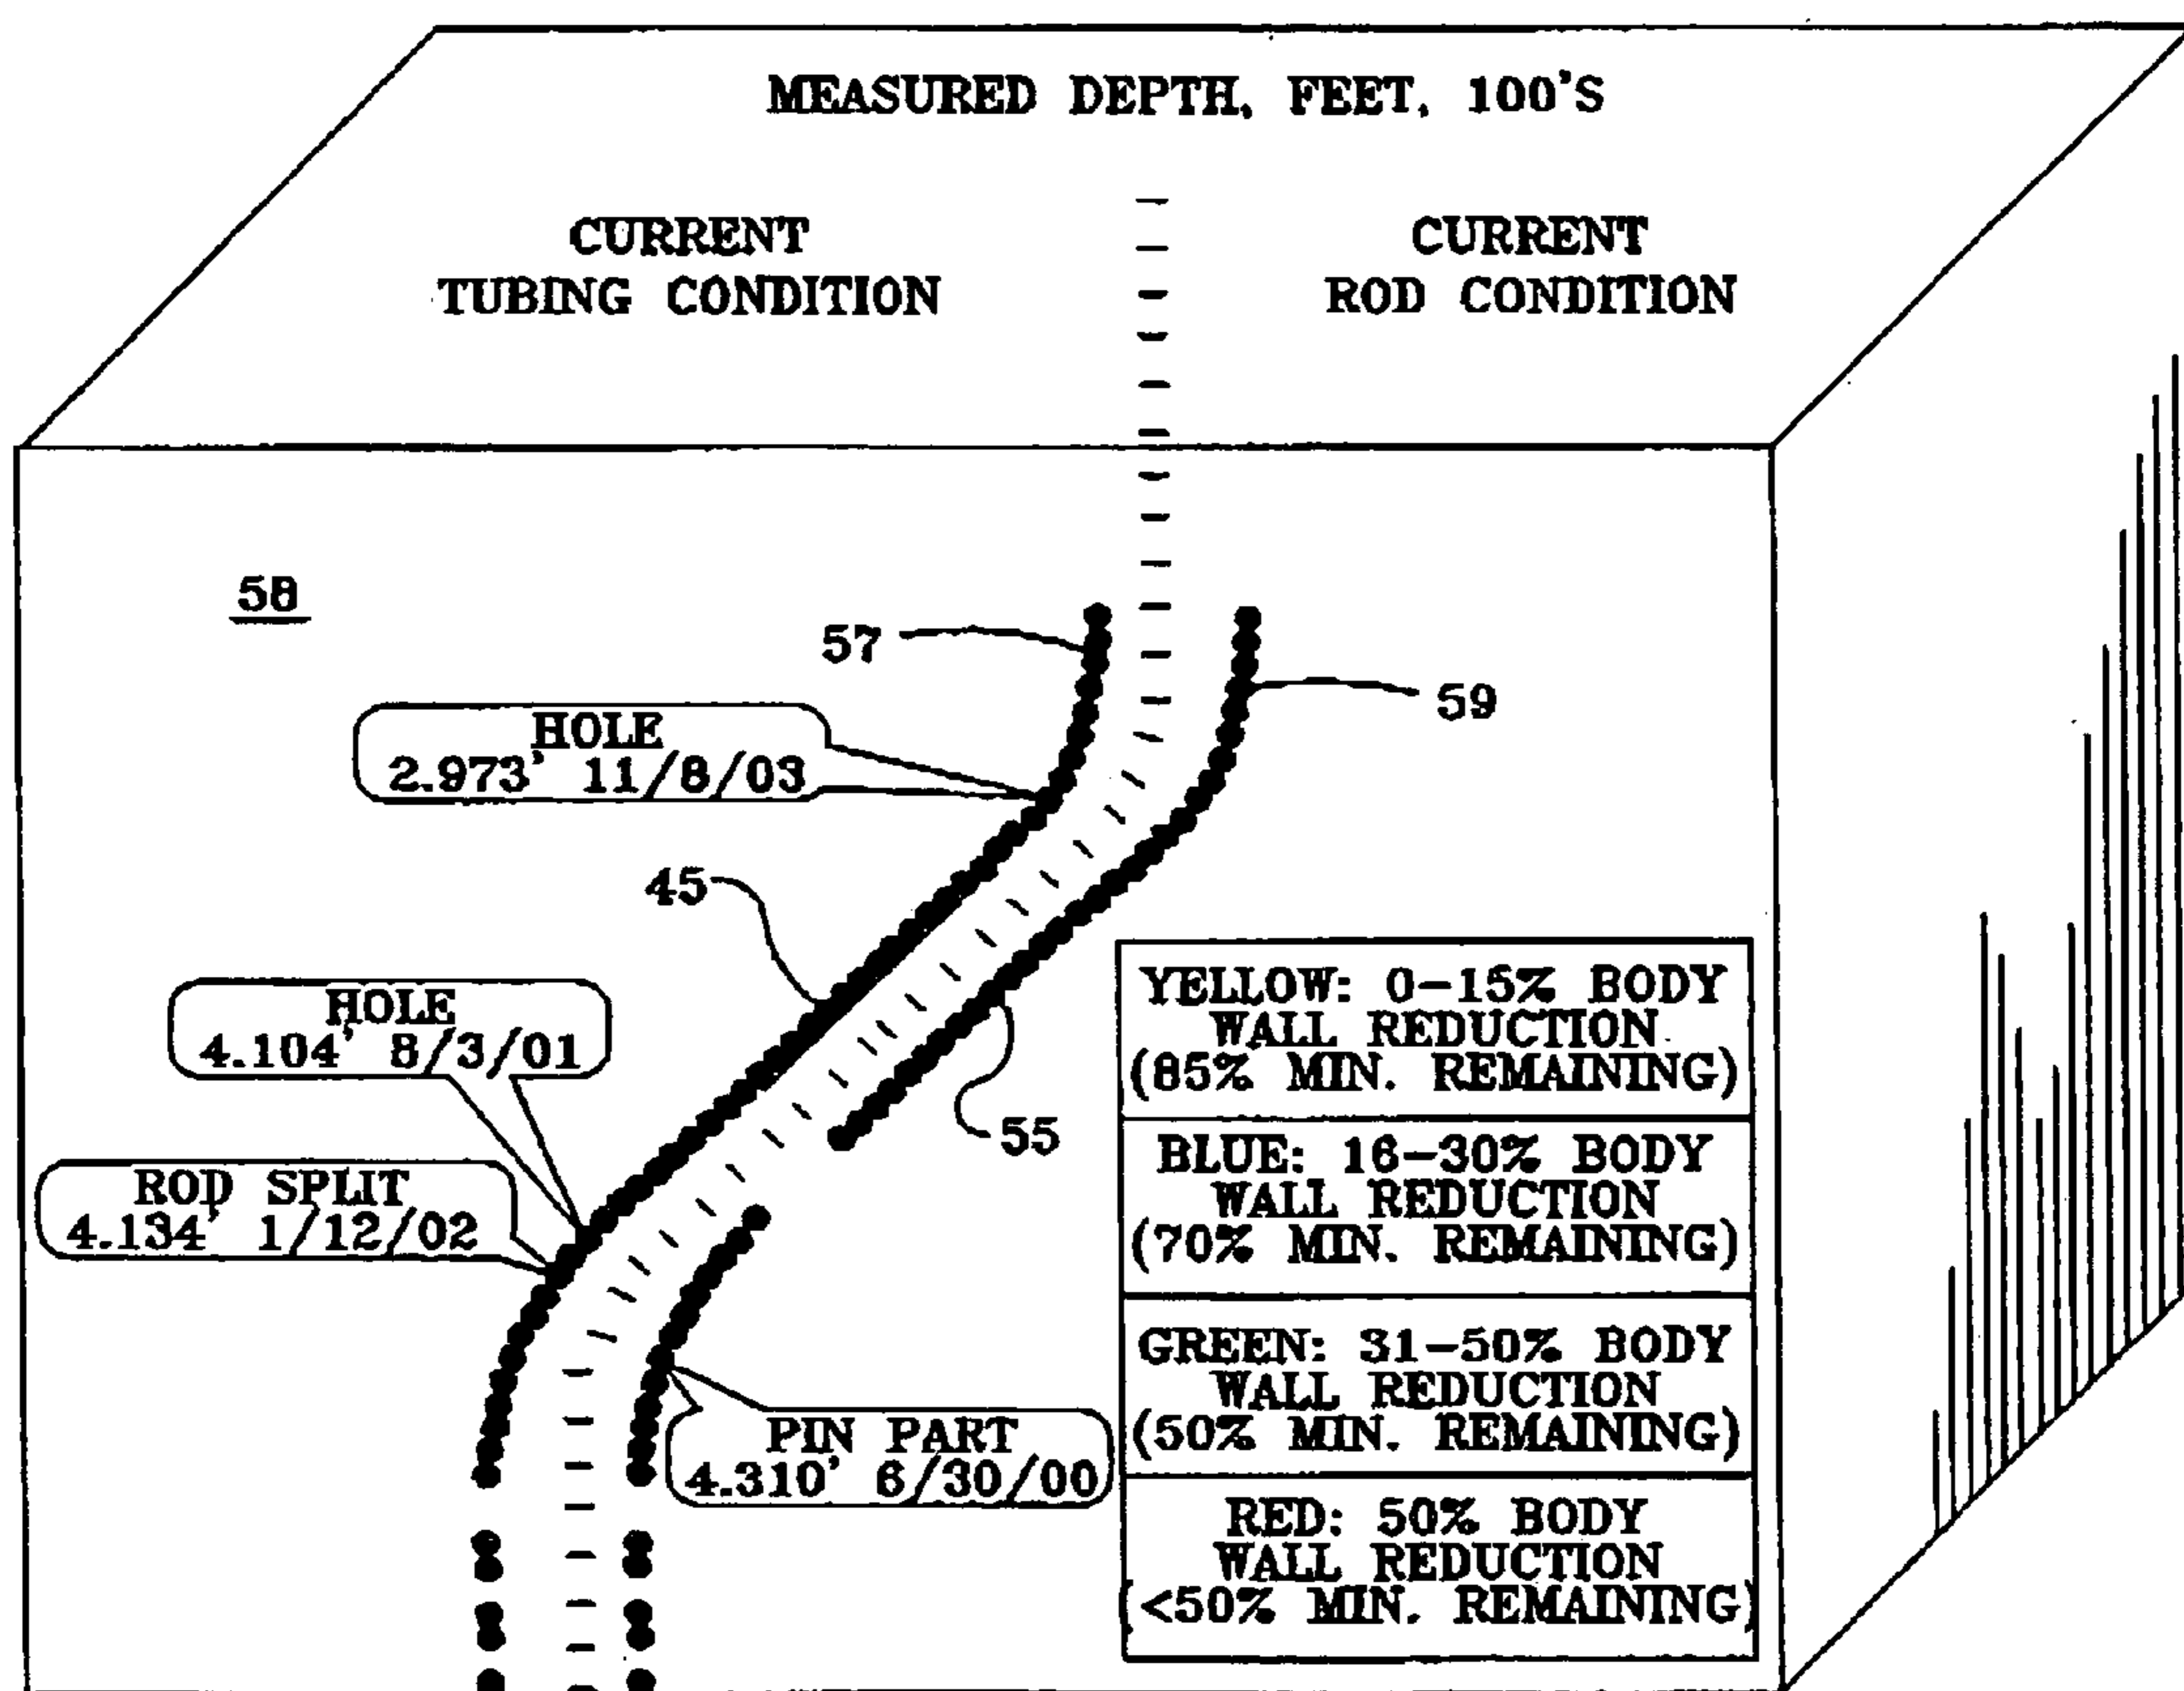 MEASURED DEPTH, FEET, 100'S
CURRENT
TUBING CONDITION
CURRENT
ROD CONDITION
58
57
59
HOLE
2.973' 11/8/03
45
HOLE
4.104' 8/3/01
55
ROD SPLIT
4.134' 1/12/02
PIN PART
4.310' 6/30/00
YELLOW: 0-15% BODY
WALL REDUCTION
(85% MIN. REMAINING)
BLUE: 16-30% BODY
WALL REDUCTION
(70% MIN. REMAINING)
GREEN: 31-50% BODY
WALL REDUCTION
(50% MIN. REMAINING)
RED: 50% BODY
WALL REDUCTION
(<50% MIN. REMAINING)